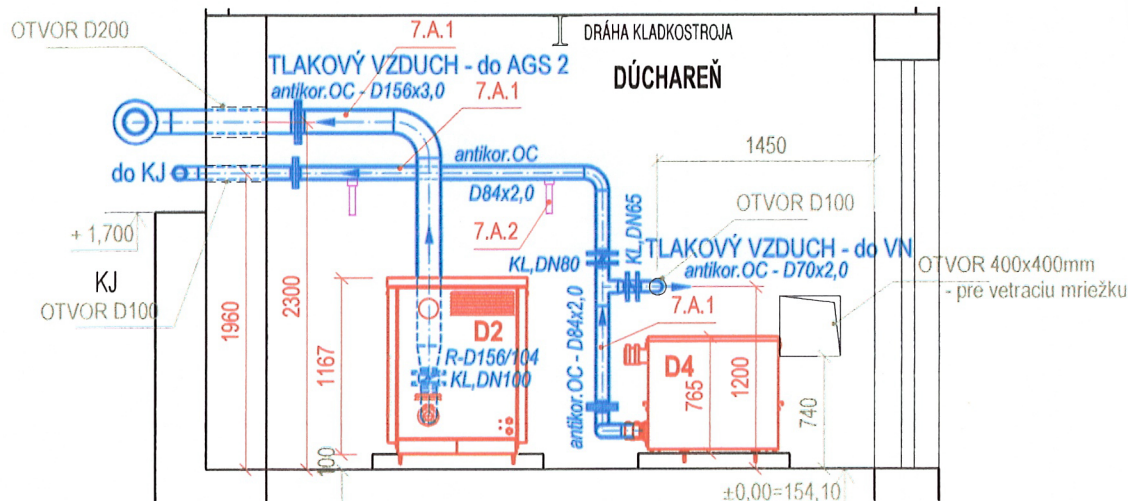 7.A.1
OTVOR D200
DRÁHA KLADKOSTROJA
TLAKOVÝ VZDUCH - do AGS 2
DÚCHAREŇ
antikor.OC - D156x3,0
7.A.1
1450
antikor.OC
do KJ
D84x2,0
OTVOR D100
7.A.2
KL,DN65
+ 1,700
TLAKOVÝ VZDUCH - do VN
KL,DN80
antikor.OC - D70x2,0
OTVOR 400x400mm
- pre vetraciu mriežku
KJ
OTVOR D100
2300
1960
7.A.1
D2
antikor.OC - D84x2,0
1167
R-D156/104
D4
KL,DN100
765
1200
740
100
±0,00=154,10